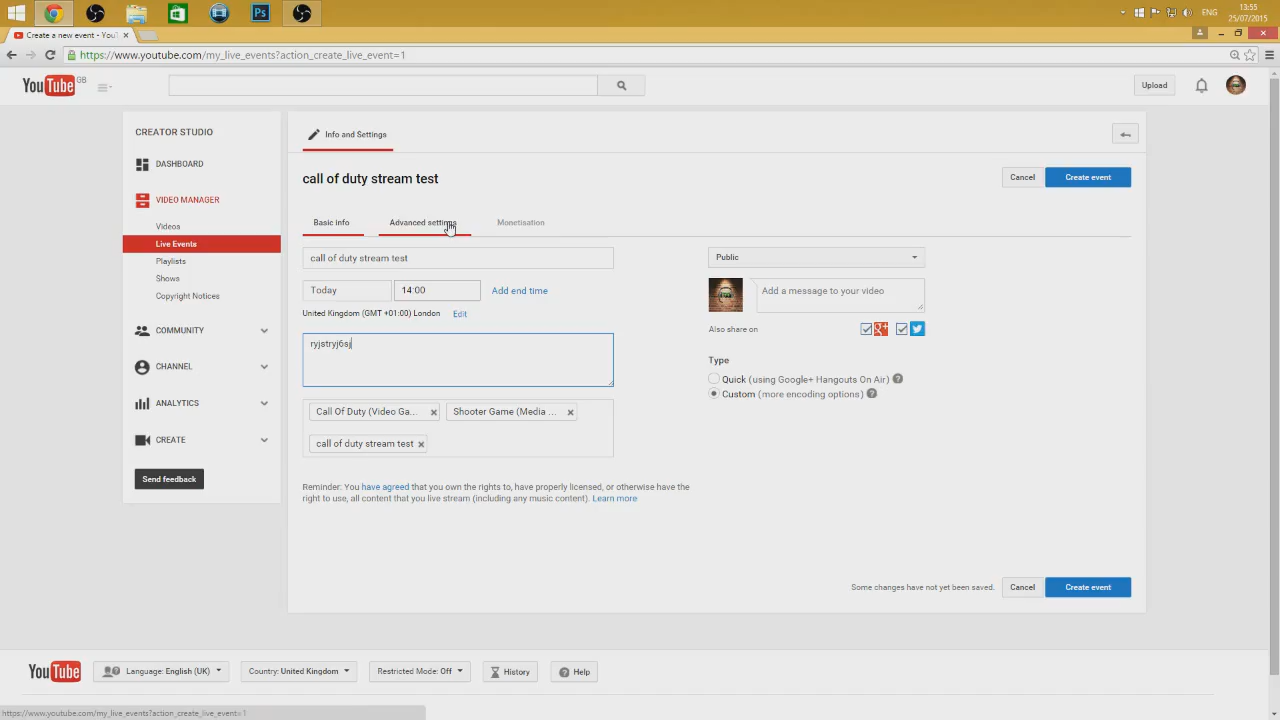 13:55
ENG
25/07/2015
Ps
Create a new event - You
https://www.youtube.com/my_live_events?action_create_live_event=1
YouTube GB
Upload
CREATOR STUDIO
DASHBOARD
VIDEO MANAGER
Videos
Live Events
Playlists
Shows
Copyright Notices
COMMUNITY
CHANNEL
ANALYTICS
CREATE
Send feedback
Info and Settings
call of duty stream test
Cancel
Create event
Basic info
Advanced settings
Monetisation
call of duty stream test
Today
14:00
Add end time
United Kingdom (GMT +01:00) London
Edit
ryjstryj6sj
Call Of Duty (Video Ga... x
Shooter Game (Media ... x
call of duty stream test x
Reminder: You have agreed that you own the rights to, have properly licensed, or otherwise have the
right to use, all content that you live stream (including any music content). Learn more
Public
Add a message to your video
Also share on
g+
Type
Quick (using Google+ Hangouts On Air) ?
Custom (more encoding options) ?
Some changes have not yet been saved.
Cancel
Create event
YouTube
Language: English (UK)
Country: United Kingdom
Restricted Mode: Off
History
Help
https://www.youtube.com/my_live_events?action_create_live_event=1